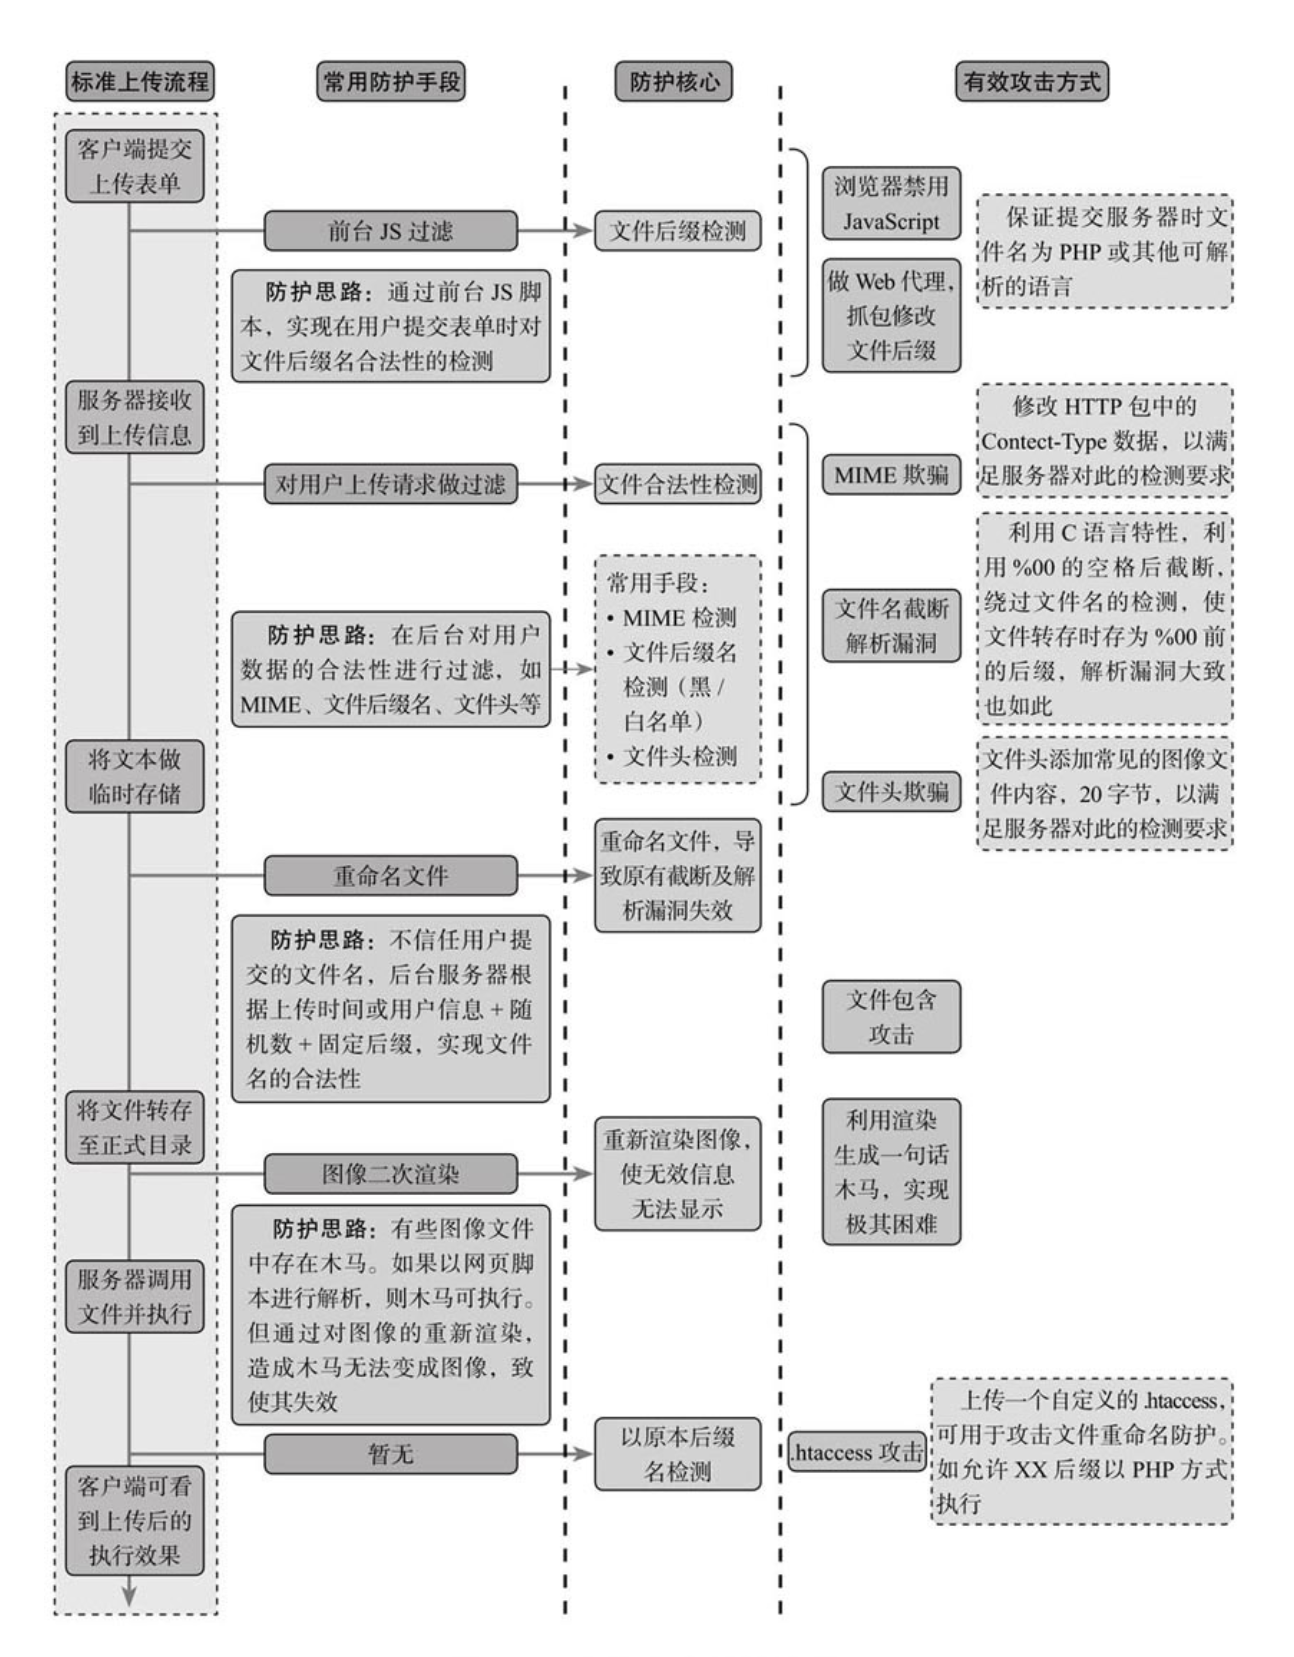 标准上传流程
常用防护手段
防护核心
有效攻击方式
客户端提交
上传表单
前台 JS 过滤
文件后缀检测
浏览器禁用
JavaScript
做 Web 代理，
抓包修改
文件后缀
保证提交服务器时文
件名为 PHP 或其他可解
析的语言
防护思路：通过前台 JS 脚
本，实现在用户提交表单时对
文件后缀名合法性的检测
服务器接收
到上传信息
对用户上传请求做过滤
文件合法性检测
MIME 欺骗
修改 HTTP 包中的
Contect-Type 数据，以满
足服务器对此的检测要求
防护思路：在后台对用户
数据的合法性进行过滤，如
MIME、文件后缀名、文件头等
常用手段：
• MIME 检测
• 文件后缀名
检测（黑 /
白名单）
• 文件头检测
文件名截断
解析漏洞
利用 C 语言特性，利
用 %00 的空格后截断，
绕过文件名的检测，使
文件转存时存为 %00 前
的后缀，解析漏洞大致
也如此
将文本做
临时存储
文件头欺骗
文件头添加常见的图像文
件内容，20 字节，以满
足服务器对此的检测要求
重命名文件
重命名文件，导
致原有截断及解
析漏洞失效
防护思路：不信任用户提
交的文件名，后台服务器根
据上传时间或用户信息 + 随
机数 + 固定后缀，实现文件
名的合法性
文件包含
攻击
将文件转存
至正式目录
图像二次渲染
重新渲染图像，
使无效信息
无法显示
利用渲染
生成一句话
木马，实现
极其困难
防护思路：有些图像文件
中存在木马。如果以网页脚
本进行解析，则木马可执行。
但通过对图像的重新渲染，
造成木马无法变成图像，致
使其失效
服务器调用
文件并执行
暂无
以原本后缀
名检测
.htaccess 攻击
上传一个自定义的 .htaccess，
可用于攻击文件重命名防护。
如允许 XX 后缀以 PHP 方式
执行
客户端可看
到上传后的
执行效果